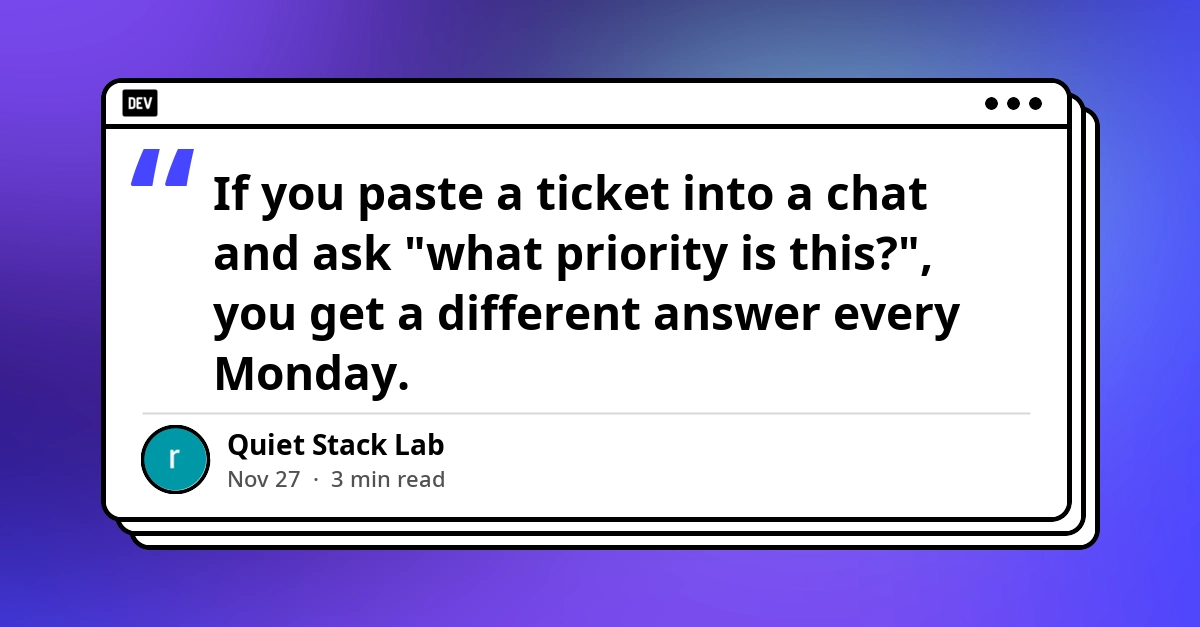 DEV
“
If you paste a ticket into a chat
and ask "what priority is this?",
you get a different answer every
Monday.
r
Quiet Stack Lab
Nov 27 · 3 min read